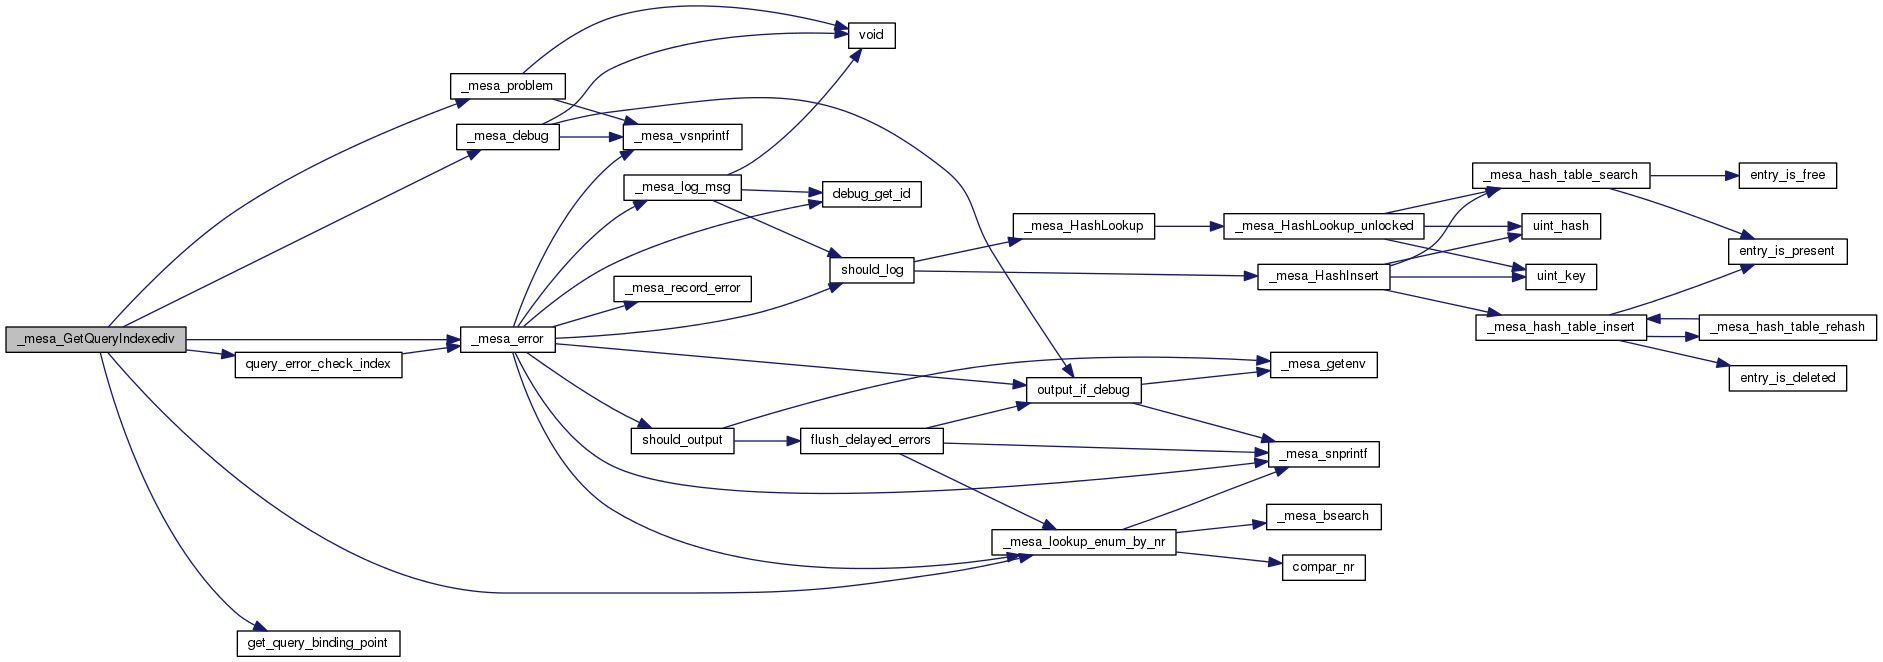 _mesa_GetQueryIndexediv
_mesa_problem
_mesa_debug
_mesa_error
query_error_check_index
get_query_binding_point
void
_mesa_vsnprintf
_mesa_log_msg
debug_get_id
should_log
_mesa_record_error
should_output
flush_delayed_errors
output_if_debug
_mesa_lookup_enum_by_nr
_mesa_HashLookup
_mesa_HashLookup_unlocked
_mesa_HashInsert
_mesa_getenv
_mesa_snprintf
_mesa_bsearch
compar_nr
_mesa_hash_table_search
uint_hash
uint_key
_mesa_hash_table_insert
entry_is_free
entry_is_present
_mesa_hash_table_rehash
entry_is_deleted